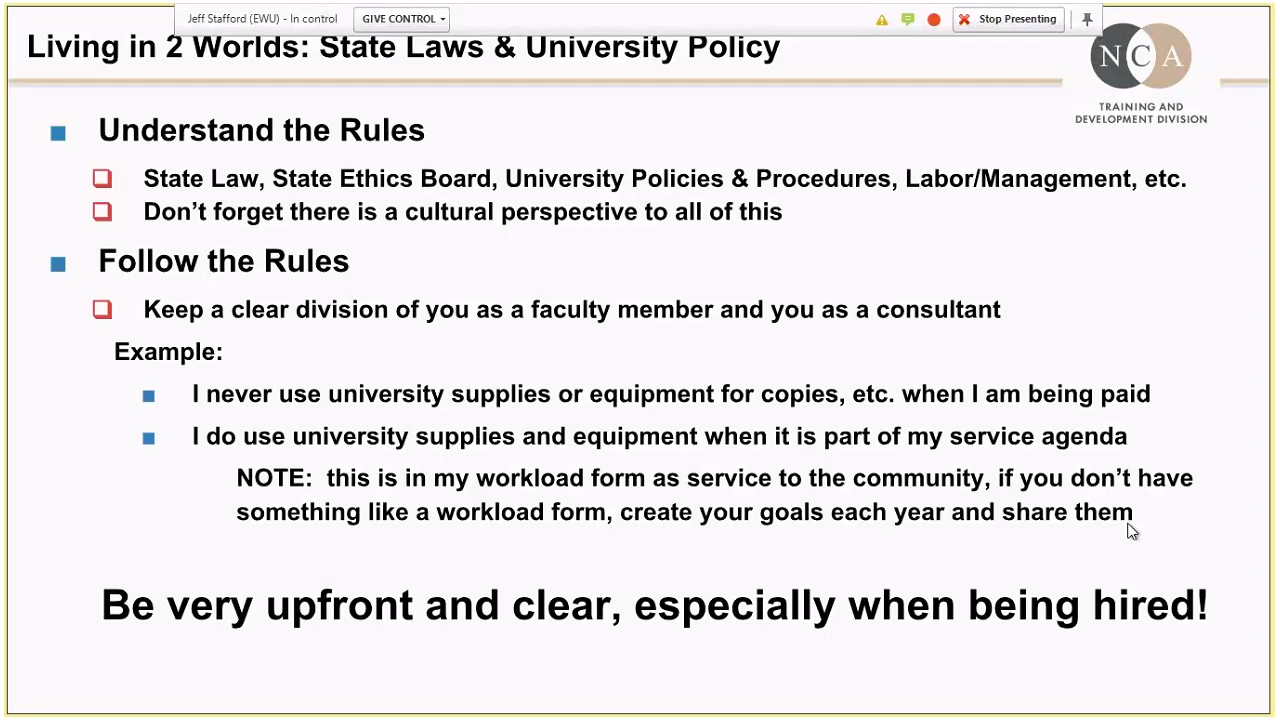 Jeff Stafford (EWU) - In control
GIVE CONTROL
Stop Presenting
Living in 2 Worlds: State Laws & University Policy
NCA
TRAINING AND
DEVELOPMENT DIVISION
Understand the Rules
State Law, State Ethics Board, University Policies & Procedures, Labor/Management, etc.
Don’t forget there is a cultural perspective to all of this
Follow the Rules
Keep a clear division of you as a faculty member and you as a consultant
Example:
I never use university supplies or equipment for copies, etc. when I am being paid
I do use university supplies and equipment when it is part of my service agenda
NOTE:  this is in my workload form as service to the community, if you don’t have
something like a workload form, create your goals each year and share them
Be very upfront and clear, especially when being hired!